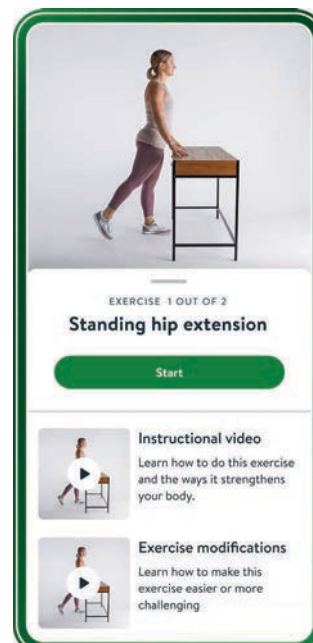 EXERCISE 1 OUT OF 2
Standing hip extension
Start
Instructional video
Learn how to do this exercise
and the ways it strengthens
your body.
Exercise modifications
Learn how to make this
exercise easier or more
challenging